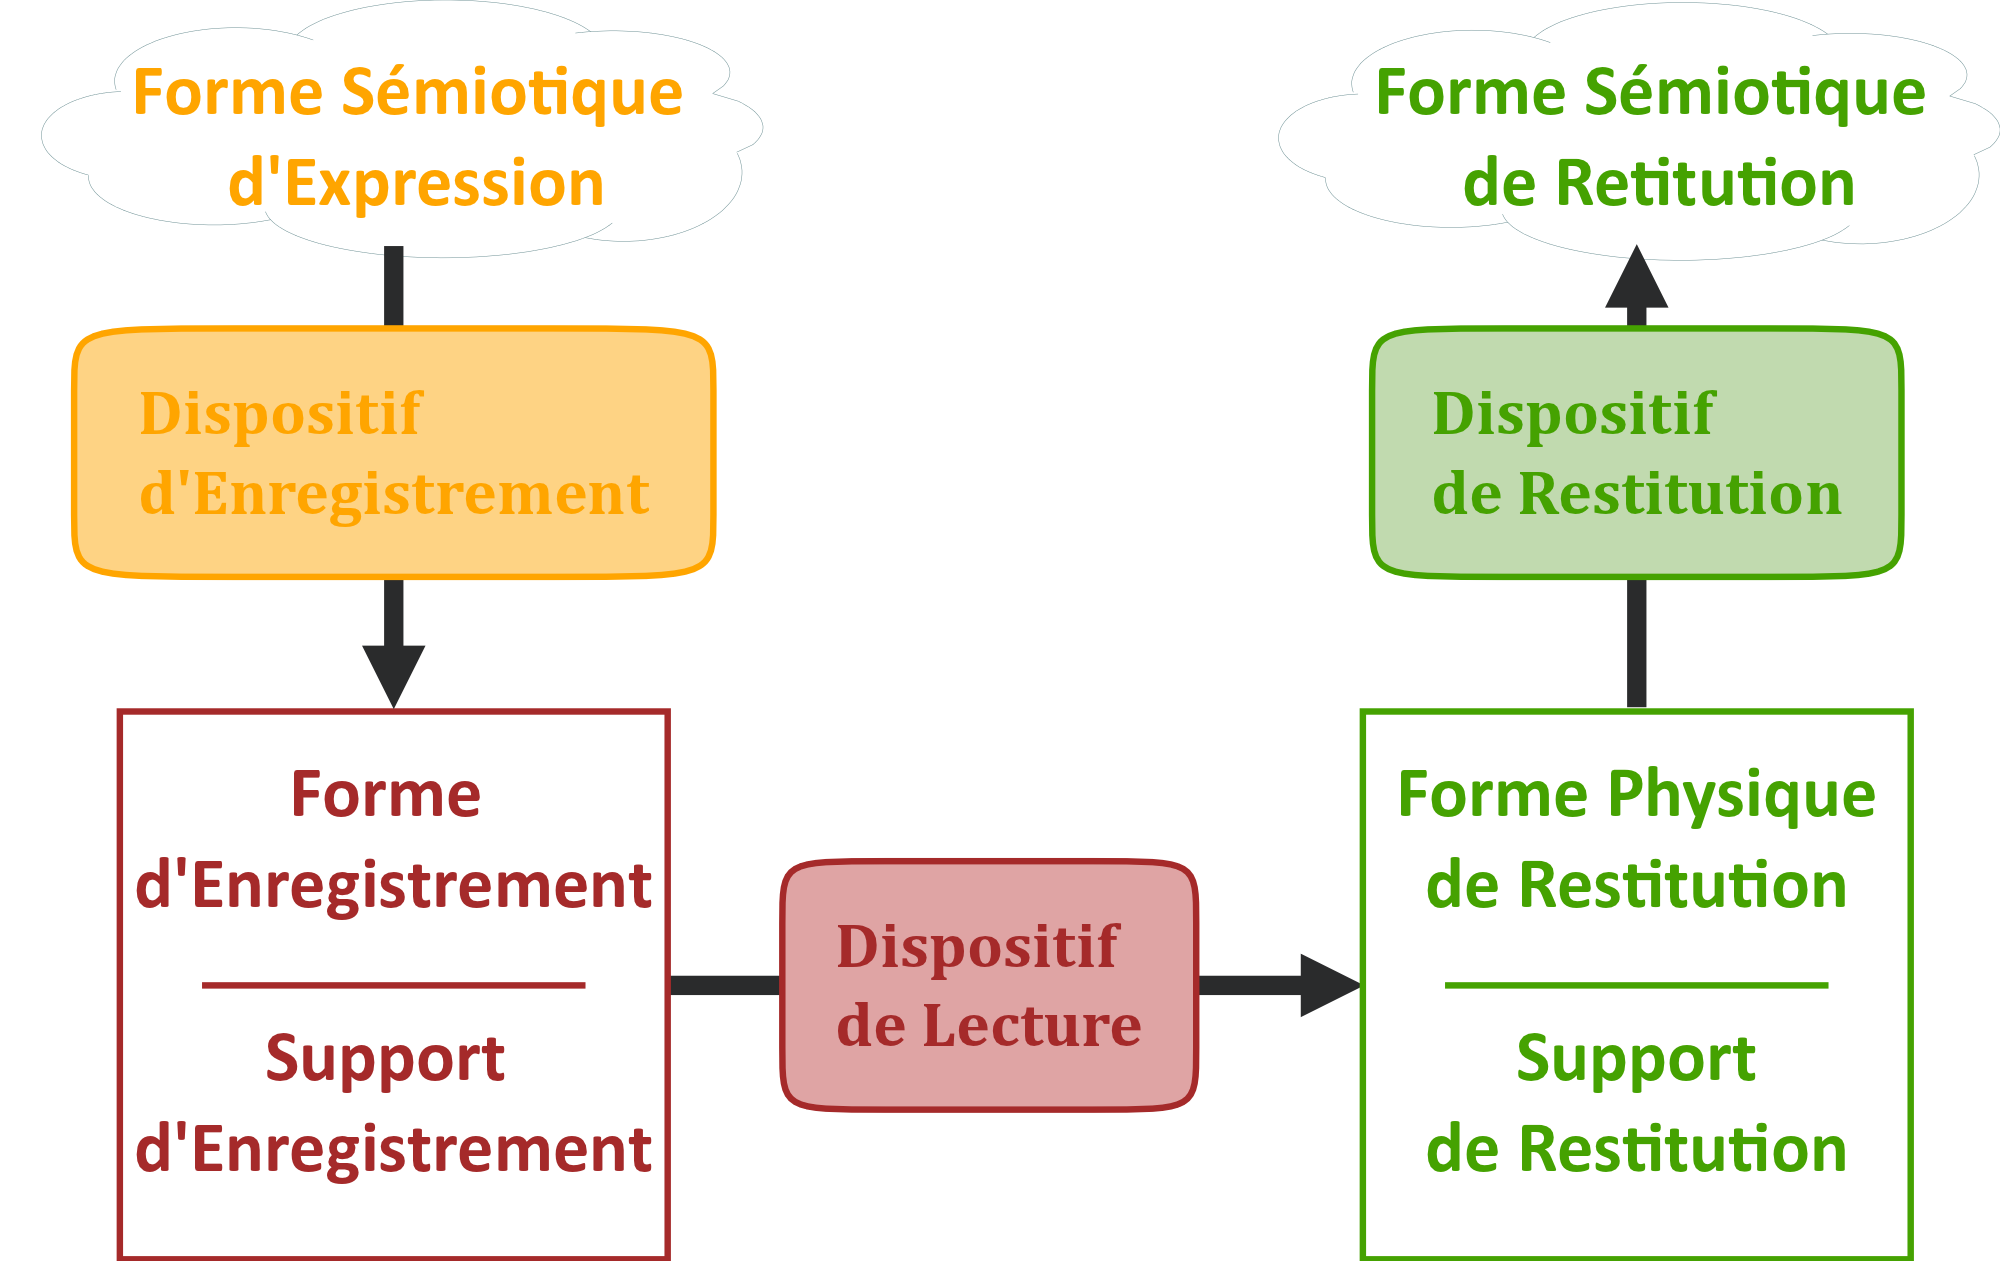 Forme Sémiotique
d'Expression
Forme Sémiotique
de Retitution
Dispositif
d'Enregistrement
Dispositif
de Restitution
Forme
d'Enregistrement
Support
d'Enregistrement
Dispositif
de Lecture
Forme Physique
de Restitution
Support
de Restitution